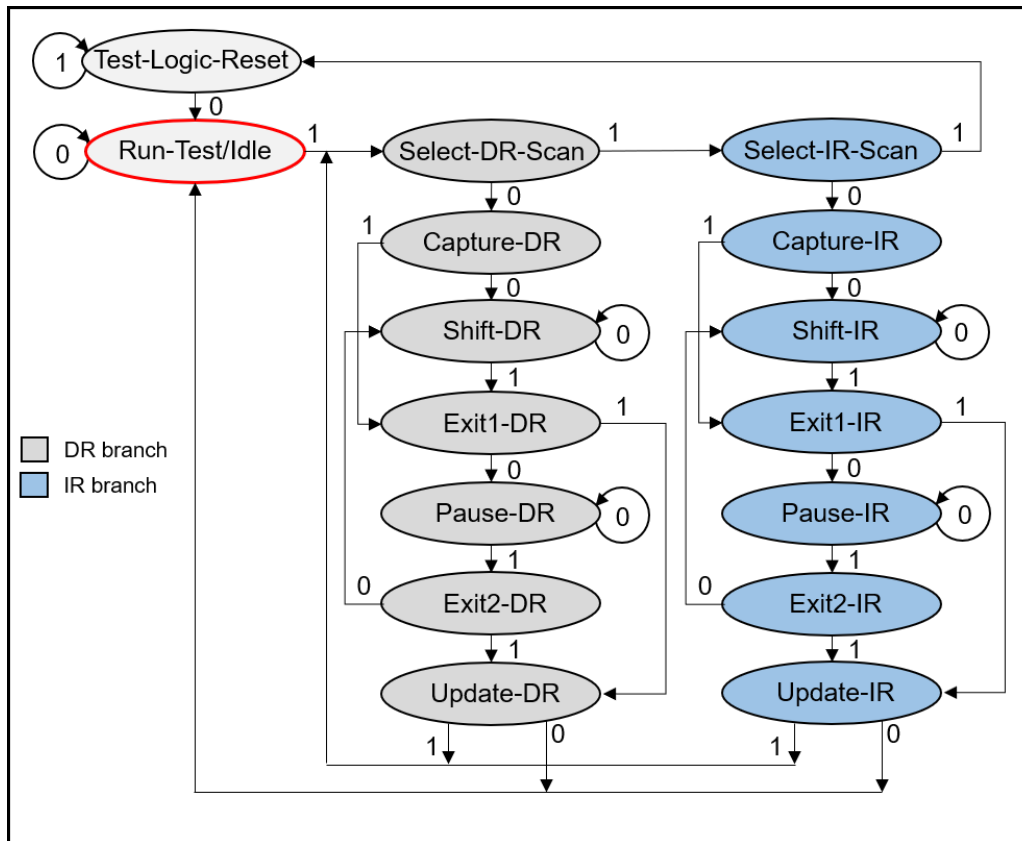 Test-Logic-Reset
1
0
Run-Test/Idle
0
1
Select-DR-Scan
1
Select-IR-Scan
1
0
0
1
Capture-DR
1
Capture-IR
0
0
Shift-DR
0
Shift-IR
0
1
1
Exit1-DR
1
Exit1-IR
1
0
0
DR branch
IR branch
Pause-DR
0
Pause-IR
0
1
1
0
Exit2-DR
0
Exit2-IR
1
1
Update-DR
Update-IR
1
0
1
0